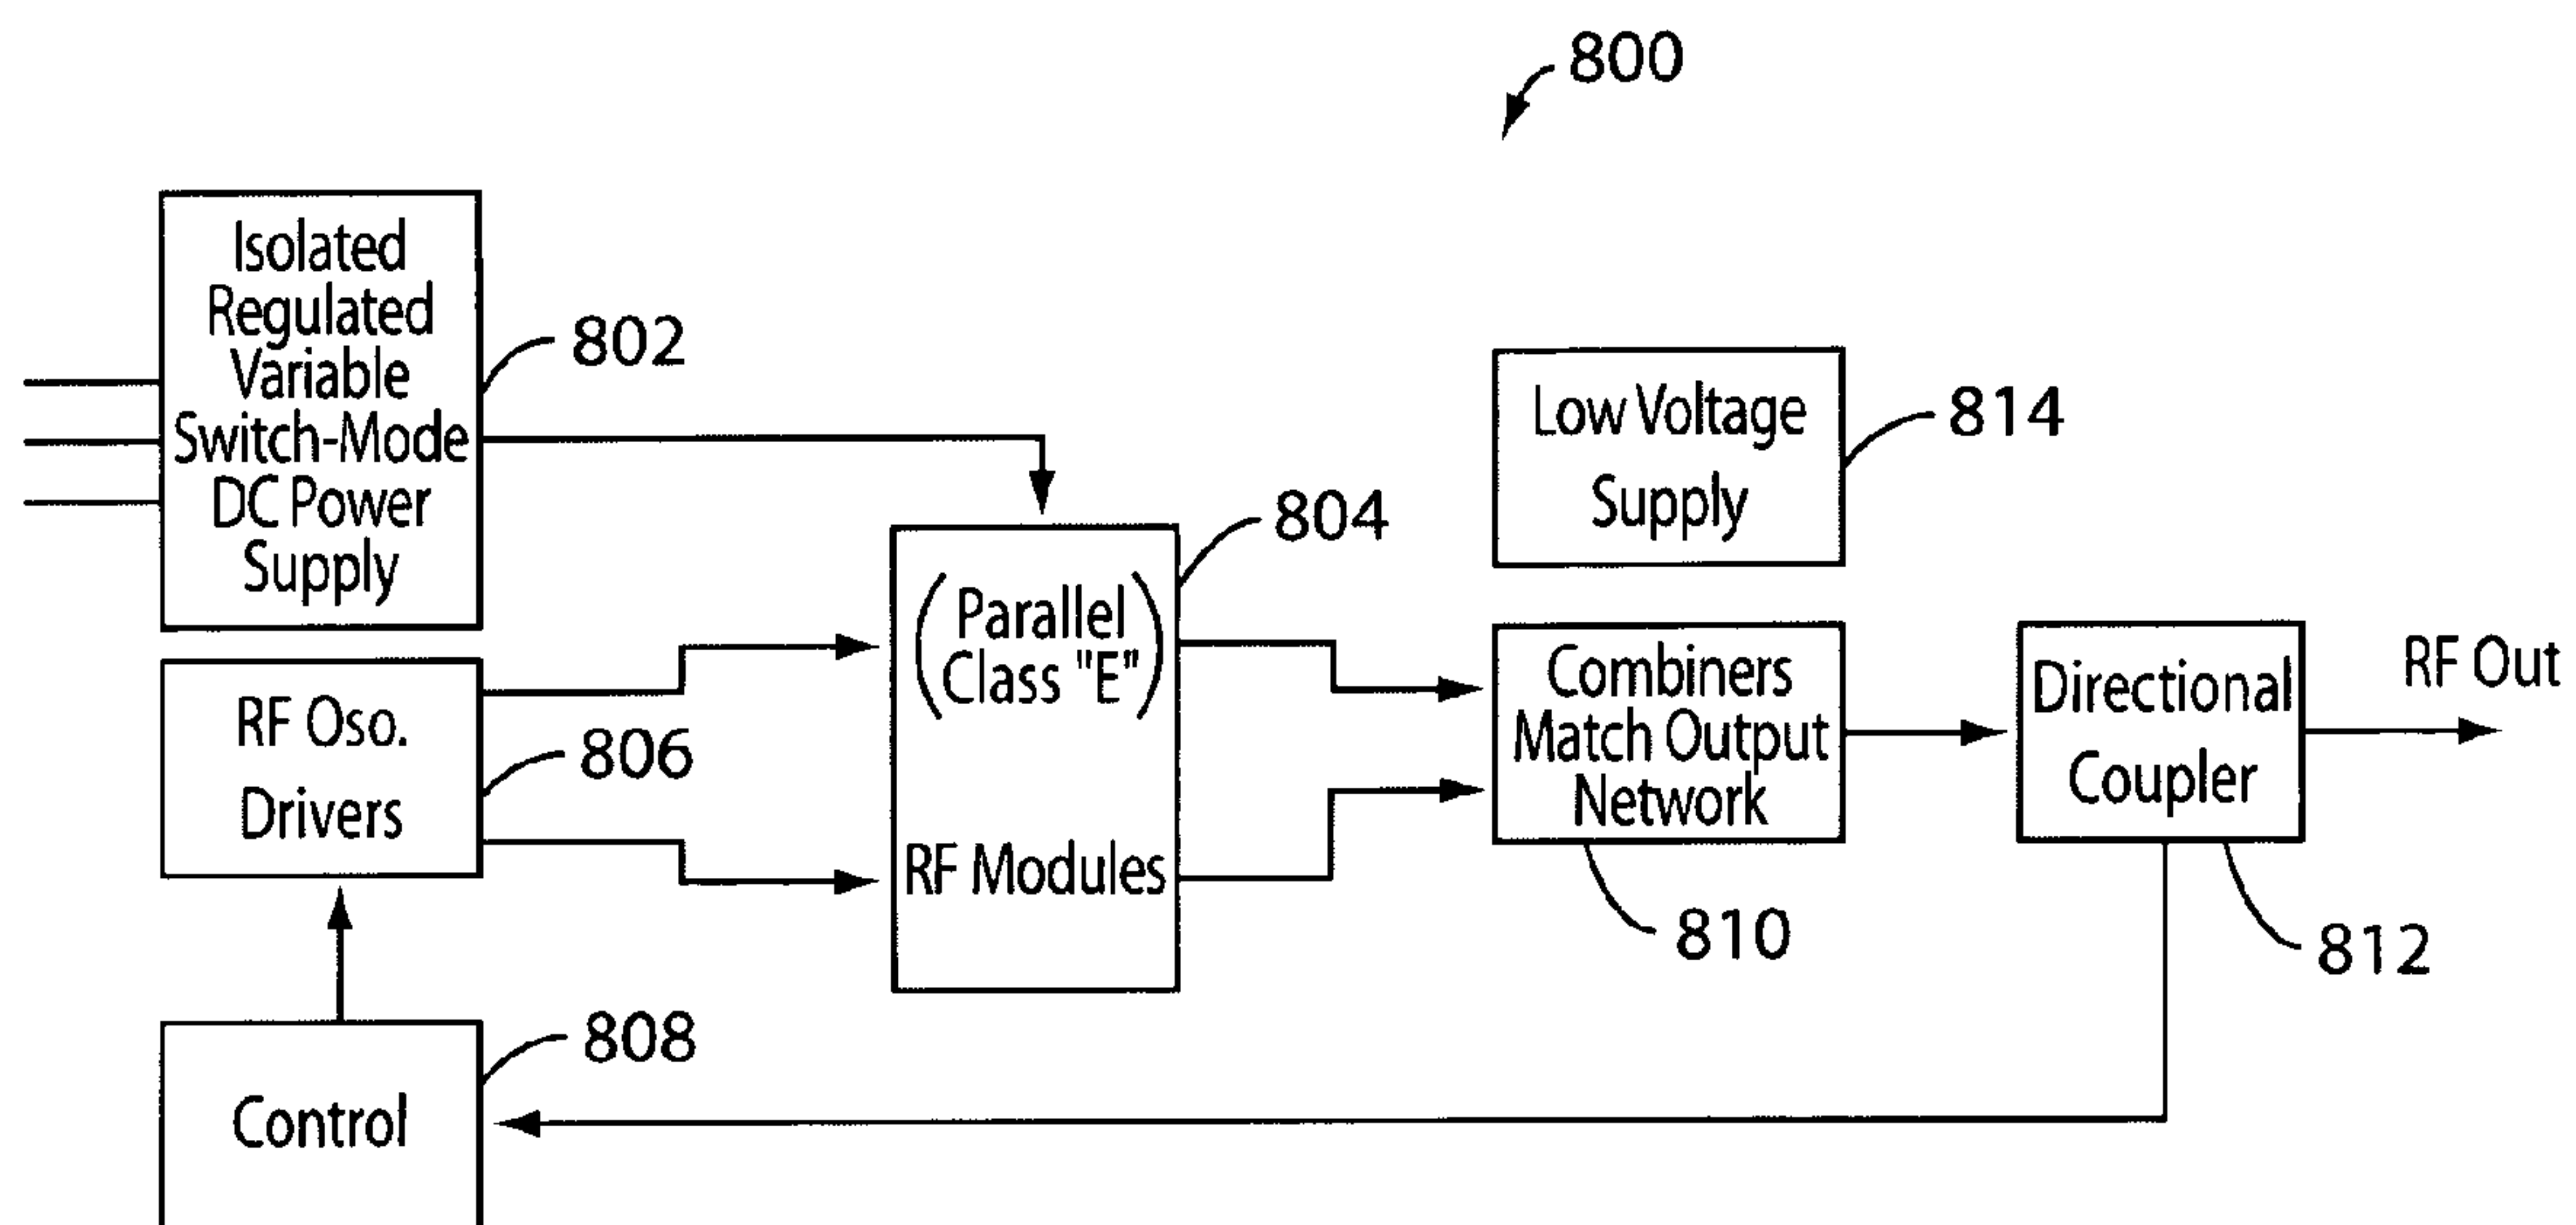 800
Isolated
Regulated
Variable
Switch-Mode
DC Power
Supply
802
Low Voltage
Supply
814
804
(Parallel
Class "E")
RF Modules
RF Oso.
Drivers
806
Combiners
Match Output
Network
810
Directional
Coupler
812
RF Out
Control
808